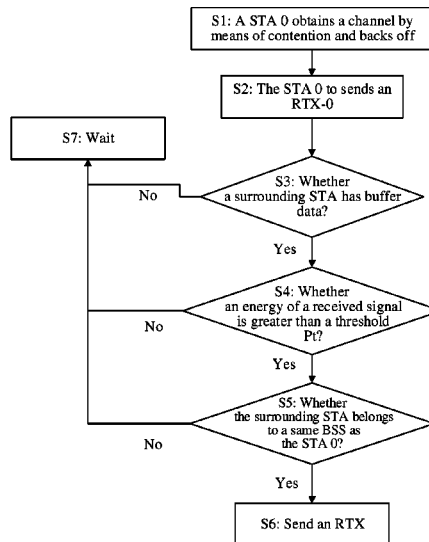 S1: A STA 0 obtains a channel by
means of contention and backs off
S2: The STA 0 to sends an
RTX-0
S7: Wait
S3: Whether
a surrounding STA has buffer
data?
No
Yes
S4: Whether
an energy of a received signal
is greater than a threshold
Pt?
No
Yes
S5: Whether
the surrounding STA belongs
to a same BSS as
the STA 0?
No
Yes
S6: Send an RTX